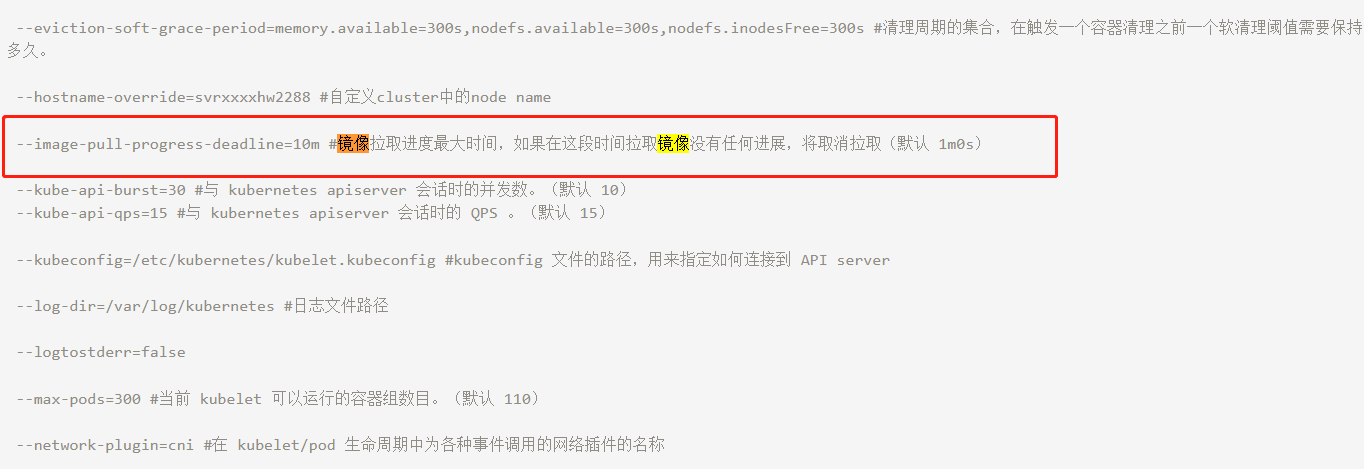 --eviction-soft-grace-period=memory.available=300s,nodefs.available=300s,nodefs.inodesFree=300s #清理周期的集合，在触发一个容器清理之前一个软清理阈值需要保持
多久。
--hostname-override=svrxxxxhw2288 #自定义cluster中的node name
--image-pull-progress-deadline=10m #镜像拉取进度最大时间，如果在这段时间拉取镜像没有任何进展，将取消拉取（默认 1m0s）
--kube-api-burst=30 #与 kubernetes apiserver 会话时的并发数。（默认 10）
--kube-api-qps=15 #与 kubernetes apiserver 会话时的 QPS 。（默认 15）
--kubeconfig=/etc/kubernetes/kubelet.kubeconfig #kubeconfig 文件的路径，用来指定如何连接到 API server
--log-dir=/var/log/kubernetes #日志文件路径
--logtostderr=false
--max-pods=300 #当前 kubelet 可以运行的容器组数目。（默认 110）
--network-plugin=cni #在 kubelet/pod 生命周期中为各种事件调用的网络插件的名称